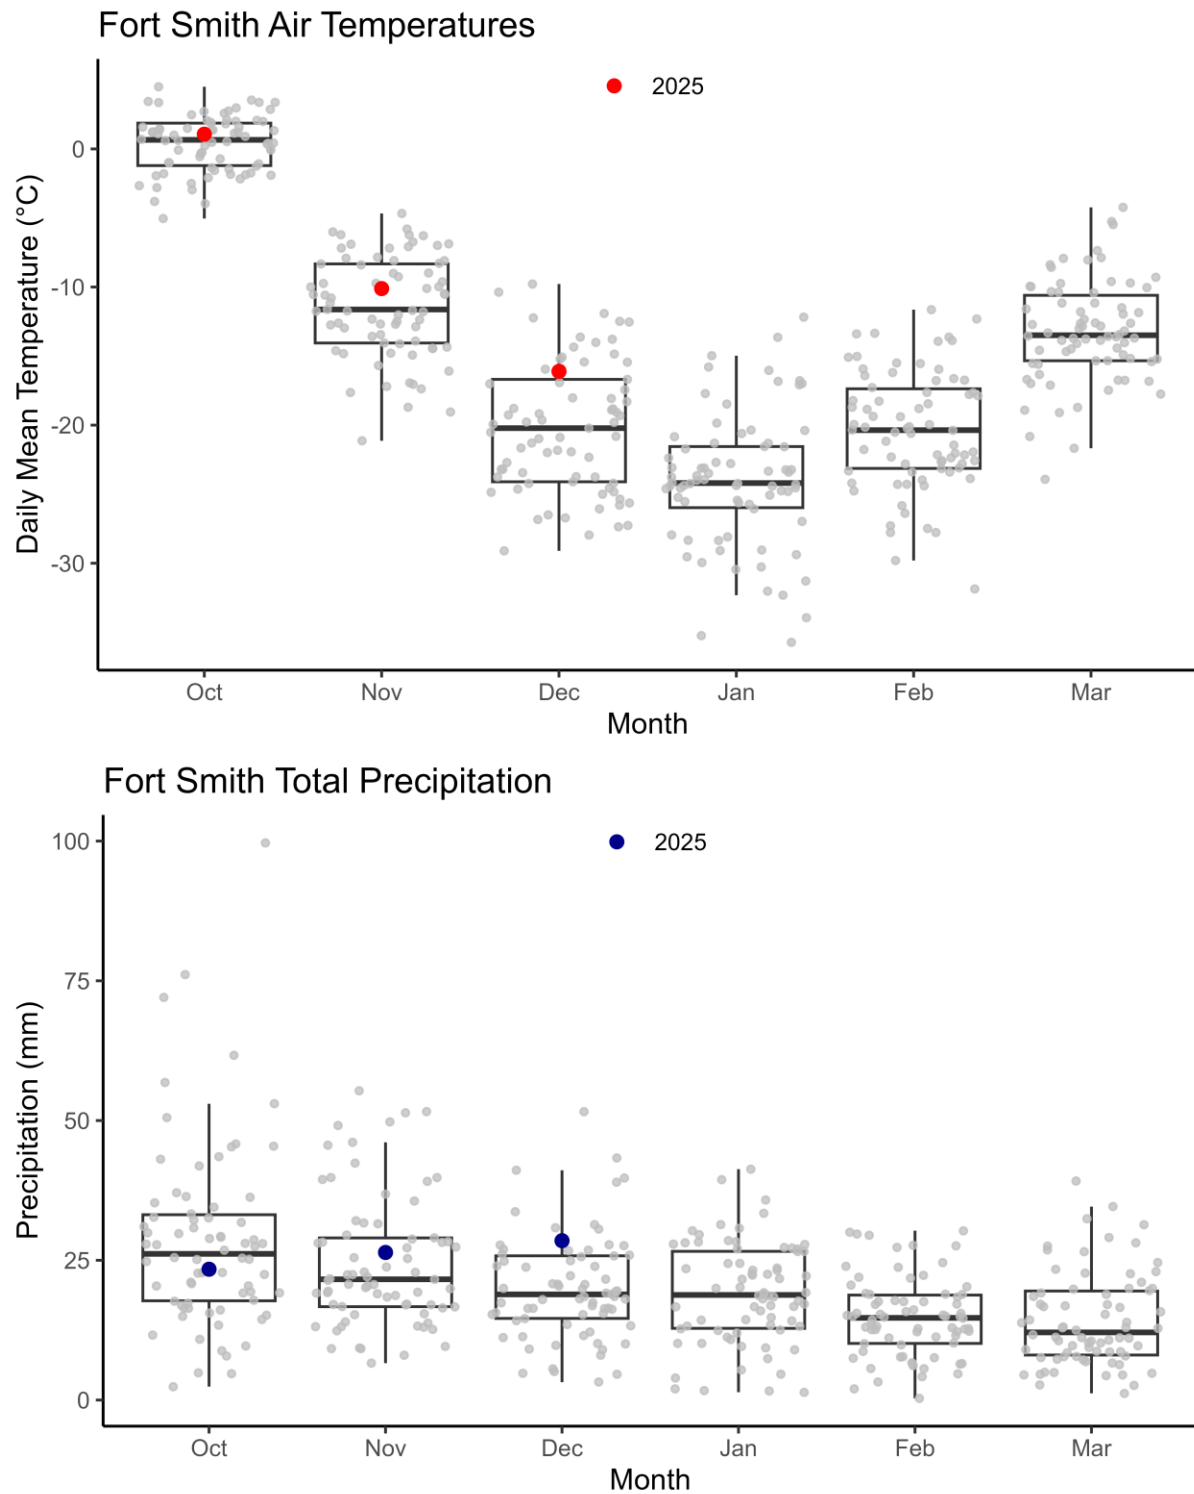 Fort Smith Air Temperatures
2025
Daily Mean Temperature (°C)
0
-10
-20
-30
Oct Nov Dec Jan Feb Mar
Month
Fort Smith Total Precipitation
2025
Precipitation (mm)
100
75
50
25
0
Oct Nov Dec Jan Feb Mar
Month